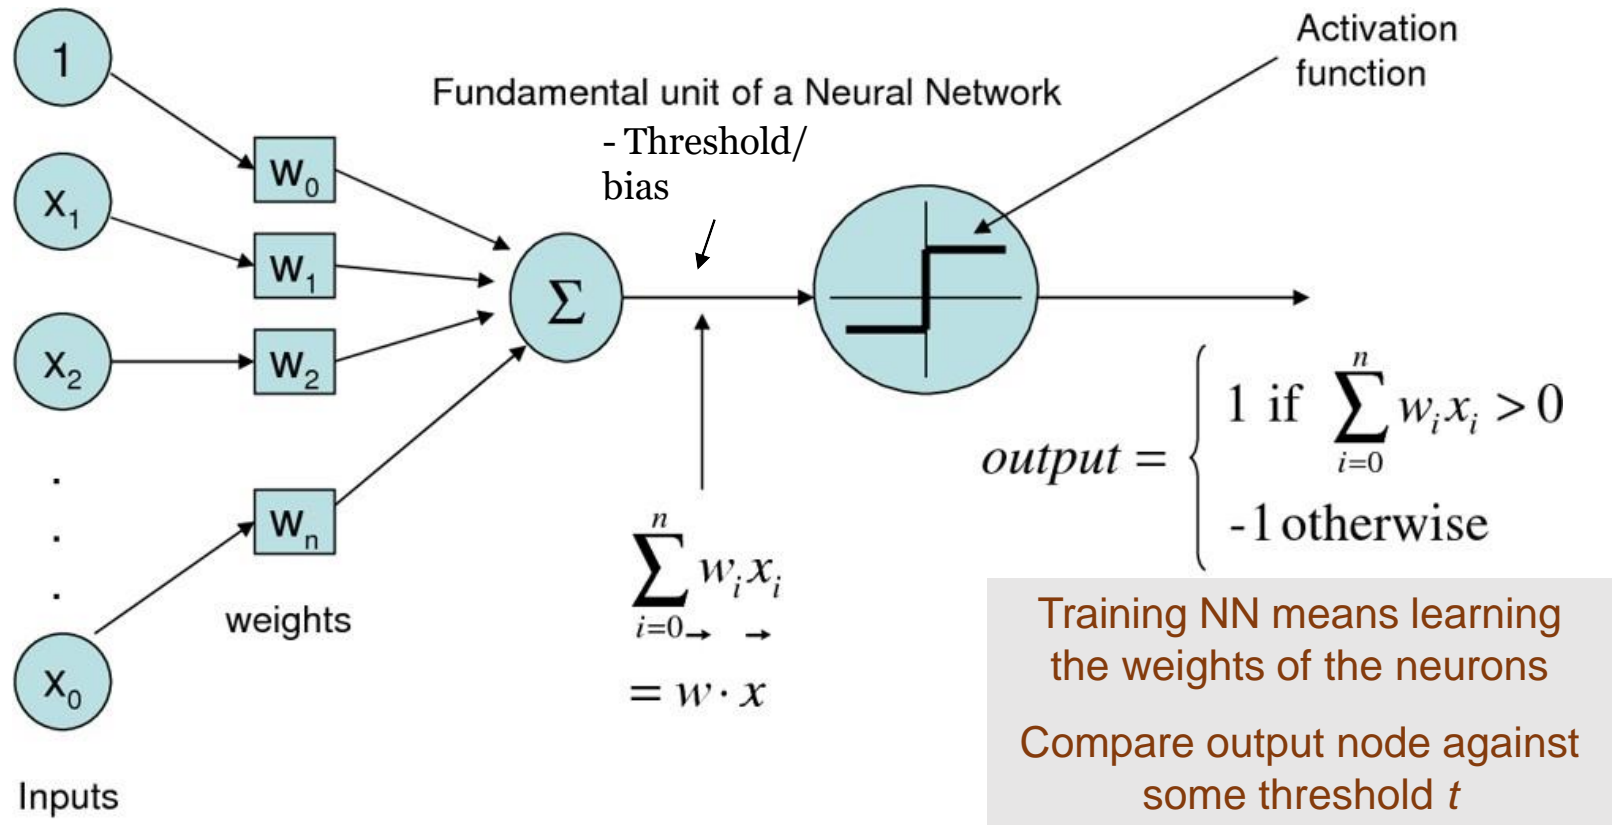 1
Activation
function
Fundamental unit of a Neural Network
- Threshold/
bias
w₀
x₁
w₁
Σ
x₂
w₂
.
.
.
wₙ
weights
x₀
Inputs
n
∑ wᵢxᵢ
i=0
→ →
= w · x
output = {
n
1 if ∑ wᵢxᵢ > 0
i=0
-1 otherwise
Training NN means learning
the weights of the neurons
Compare output node against
some threshold t